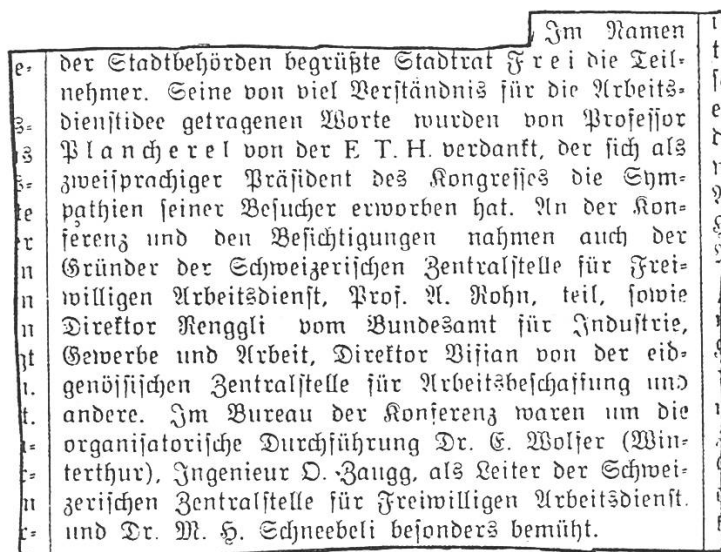 Im Namen
der Stadtbehörden begrüßte Stadtrat Frei die Teil-
nehmer. Seine von viel Verständnis für die Arbeits-
dienstidee getragenen Worte wurden von Professor
Plancherel von der E. T. H. verdankt, der sich als
zweisprachiger Präsident des Kongresses die Sym-
pathien seiner Besucher erworben hat. An der Kon-
ferenz und den Besichtigungen nahmen auch der
Gründer der Schweizerischen Zentralstelle für Frei-
willigen Arbeitsdienst, Prof. A. Rohn, teil, sowie
Direktor Renggli vom Bundesamt für Industrie,
Gewerbe und Arbeit, Direktor Vifian von der eid-
genössischen Zentralstelle für Arbeitsbeschaffung und
andere. Im Bureau der Konferenz waren um die
organisatorische Durchführung Dr. E. Wolfer (Win-
terthur), Ingenieur O. Zaugg, als Leiter der Schwei-
zerischen Zentralstelle für Freiwilligen Arbeitsdienst.
und Dr. M. H. Schneebeli besonders bemüht.